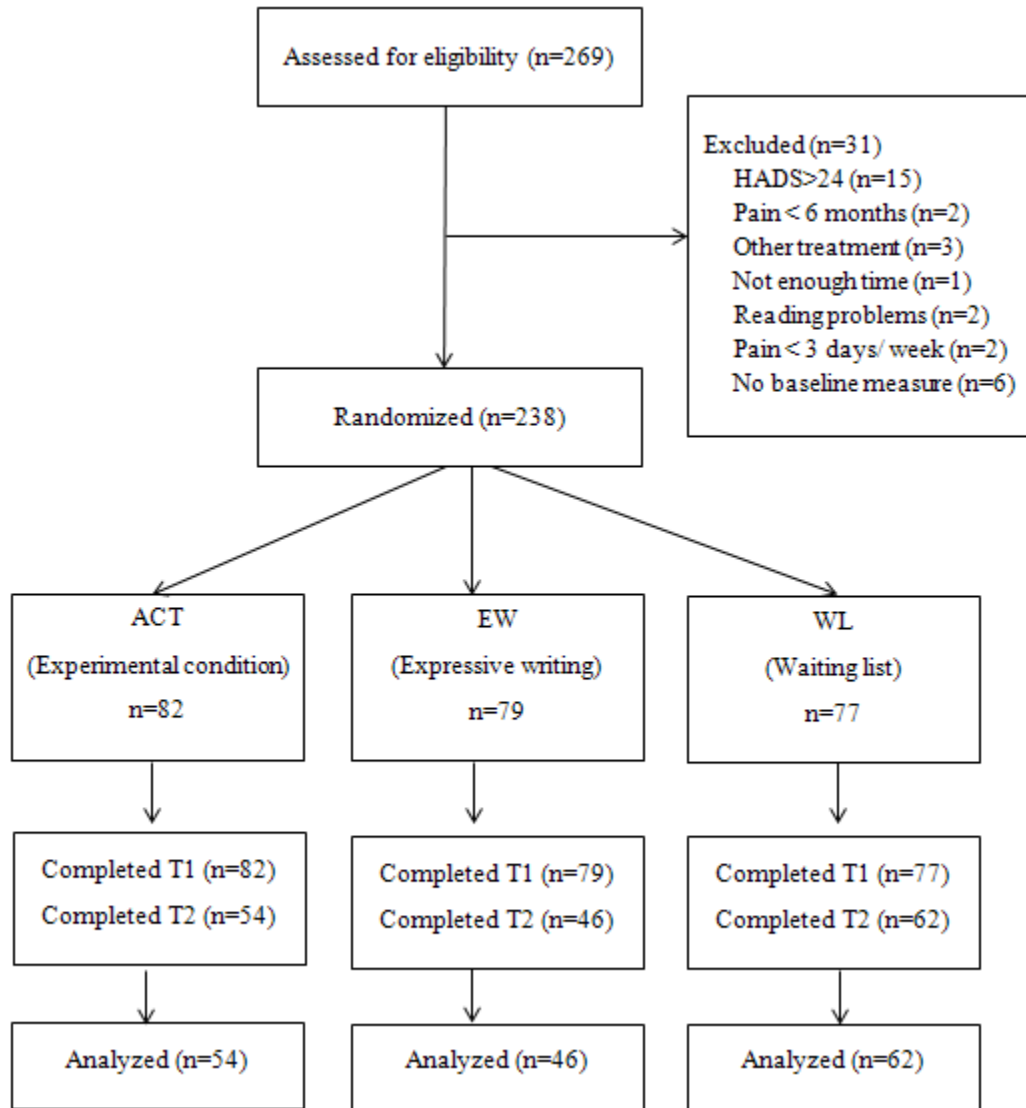 Assessed for eligibility (n=269)
Excluded (n=31)
HADS>24 (n=15)
Pain < 6 months (n=2)
Other treatment (n=3)
Not enough time (n=1)
Reading problems (n=2)
Pain < 3 days/ week (n=2)
No baseline measure (n=6)
Randomized (n=238)
ACT
(Experimental condition)
n=82
EW
(Expressive writing)
n=79
WL
(Waiting list)
n=77
Completed T1 (n=82)
Completed T2 (n=54)
Completed T1 (n=79)
Completed T2 (n=46)
Completed T1 (n=77)
Completed T2 (n=62)
Analyzed (n=54)
Analyzed (n=46)
Analyzed (n=62)